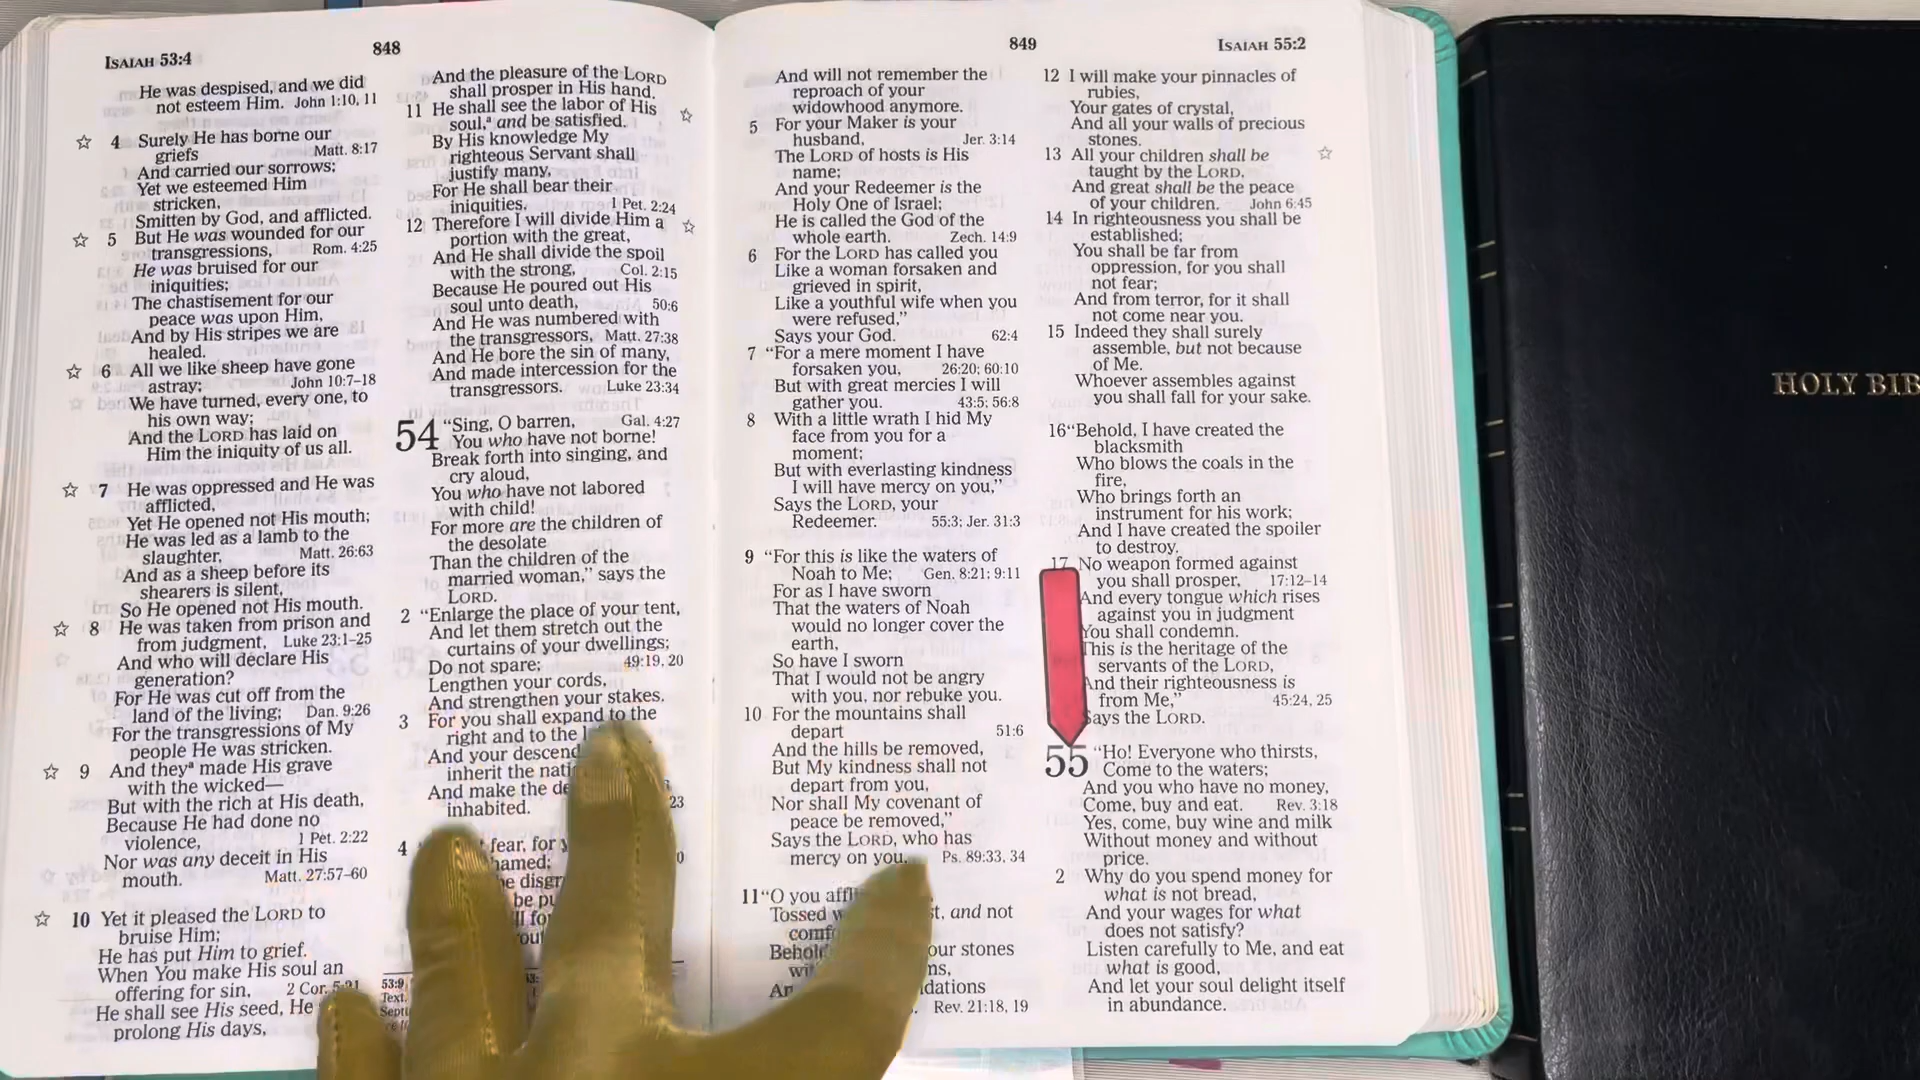 ISAIAH 53:4
848
He was despised, and we did
not esteem Him. John 1:10, 11
☆ 4 Surely He has borne our
griefs Matt. 8:17
And carried our sorrows;
Yet we esteemed Him
stricken,
Smitten by God, and afflicted.
☆ 5 But He was wounded for our
transgressions, Rom. 4:25
He was bruised for our
iniquities;
The chastisement for our
peace was upon Him,
And by His stripes we are
healed.
☆ 6 All we like sheep have gone
astray; John 10:7–18
We have turned, every one, to
his own way;
And the LORD has laid on
Him the iniquity of us all.
☆ 7 He was oppressed and He was
afflicted,
Yet He opened not His mouth;
He was led as a lamb to the
slaughter, Matt. 26:63
And as a sheep before its
shearers is silent,
So He opened not His mouth.
☆ 8 He was taken from prison and
from judgment, Luke 23:1–25
And who will declare His
generation?
For He was cut off from the
land of the living; Dan. 9:26
For the transgressions of My
people He was stricken.
☆ 9 And theyª made His grave
with the wicked—
But with the rich at His death,
Because He had done no
violence, 1 Pet. 2:22
Nor was any deceit in His
mouth. Matt. 27:57–60
☆ 10 Yet it pleased the LORD to
bruise Him;
He has put Him to grief.
When You make His soul an
offering for sin, 2 Cor. 5:21
He shall see His seed, He
prolong His days,
And the pleasure of the LORD
shall prosper in His hand.
11 He shall see the labor of His
soul,ª and be satisfied. ☆
By His knowledge My
righteous Servant shall
justify many,
For He shall bear their
iniquities. 1 Pet. 2:24
12 Therefore I will divide Him a ☆
portion with the great,
And He shall divide the spoil
with the strong, Col. 2:15
Because He poured out His
soul unto death, 50:6
And He was numbered with
the transgressors, Matt. 27:38
And He bore the sin of many,
And made intercession for the
transgressors. Luke 23:34
54 “Sing, O barren, Gal. 4:27
You who have not borne!
Break forth into singing, and
cry aloud,
You who have not labored
with child!
For more are the children of
the desolate
Than the children of the
married woman,” says the
LORD.
2 “Enlarge the place of your tent,
And let them stretch out the
curtains of your dwellings;
Do not spare; 49:19, 20
Lengthen your cords,
And strengthen your stakes.
3 For you shall expand to the
right and to the
And your descend
inherit the nati
And make the de
inhabited. 23
4 fear, for y
hamed;
be disgr
be pu
ll fo
out
53:9
Text,
Sept
849
ISAIAH 55:2
And will not remember the
reproach of your
widowhood anymore.
5 For your Maker is your
husband, Jer. 3:14
The LORD of hosts is His
name;
And your Redeemer is the
Holy One of Israel;
He is called the God of the
whole earth. Zech. 14:9
6 For the LORD has called you
Like a woman forsaken and
grieved in spirit,
Like a youthful wife when you
were refused,”
Says your God. 62:4
7 “For a mere moment I have
forsaken you, 26:20; 60:10
But with great mercies I will
gather you. 43:5; 56:8
8 With a little wrath I hid My
face from you for a
moment;
But with everlasting kindness
I will have mercy on you,”
Says the LORD, your
Redeemer. 55:3; Jer. 31:3
9 “For this is like the waters of
Noah to Me; Gen. 8:21; 9:11
For as I have sworn
That the waters of Noah
would no longer cover the
earth,
So have I sworn
That I would not be angry
with you, nor rebuke you.
10 For the mountains shall
depart 51:6
And the hills be removed,
But My kindness shall not
depart from you,
Nor shall My covenant of
peace be removed,”
Says the LORD, who has
mercy on you. Ps. 89:33, 34
11 “O you affl
Tossed w st, and not
comf
Behol our stones
wi ns,
An dations
Rev. 21:18, 19
12 I will make your pinnacles of
rubies,
Your gates of crystal,
And all your walls of precious
stones.
13 All your children shall be ☆
taught by the LORD,
And great shall be the peace
of your children. John 6:45
14 In righteousness you shall be
established;
You shall be far from
oppression, for you shall
not fear;
And from terror, for it shall
not come near you.
15 Indeed they shall surely
assemble, but not because
of Me.
Whoever assembles against
you shall fall for your sake.
16 “Behold, I have created the
blacksmith
Who blows the coals in the
fire,
Who brings forth an
instrument for his work;
And I have created the spoiler
to destroy.
17 No weapon formed against
you shall prosper, 17:12–14
And every tongue which rises
against you in judgment
You shall condemn.
This is the heritage of the
servants of the LORD,
And their righteousness is
from Me,” 45:24, 25
Says the LORD.
55 “Ho! Everyone who thirsts,
Come to the waters;
And you who have no money,
Come, buy and eat. Rev. 3:18
Yes, come, buy wine and milk
Without money and without
price.
2 Why do you spend money for
what is not bread,
And your wages for what
does not satisfy?
Listen carefully to Me, and eat
what is good,
And let your soul delight itself
in abundance.
HOLY BIB